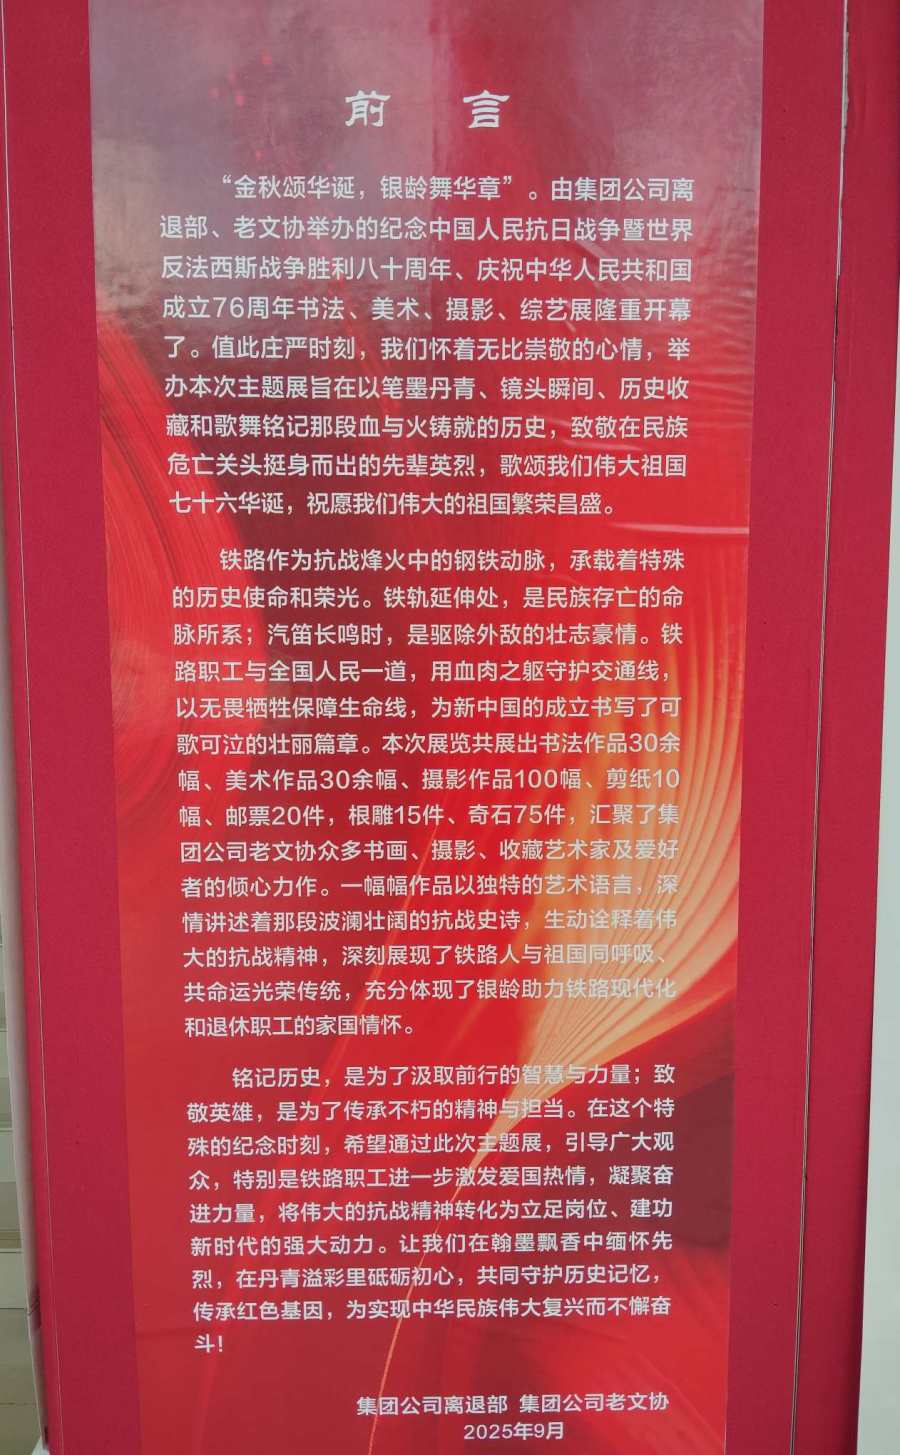 前 言
“金秋颂华诞，银龄舞华章”。由集团公司离
退部、老文协举办的纪念中国人民抗日战争暨世界
反法西斯战争胜利八十周年、庆祝中华人民共和国
成立76周年书法、美术、摄影、综艺展隆重开幕
了。值此庄严时刻，我们怀着无比崇敬的心情，举
办本次主题展旨在以笔墨丹青、镜头瞬间、历史收
藏和歌舞铭记那段血与火铸就的历史，致敬在民族
危亡关头挺身而出的先辈英烈，歌颂我们伟大祖国
七十六华诞，祝愿我们伟大的祖国繁荣昌盛。
铁路作为抗战烽火中的钢铁动脉，承载着特殊
的历史使命和荣光。铁轨延伸处，是民族存亡的命
脉所系；汽笛长鸣时，是驱除外敌的壮志豪情。铁
路职工与全国人民一道，用血肉之躯守护交通线，
以无畏牺牲保障生命线，为新中国的成立书写了可
歌可泣的壮丽篇章。本次展览共展出书法作品30余
幅、美术作品30余幅、摄影作品100幅、剪纸10
幅、邮票20件，根雕15件、奇石75件，汇聚了集
团公司老文协众多书画、摄影、收藏艺术家及爱好
者的倾心力作。一幅幅作品以独特的艺术语言，深
情讲述着那段波澜壮阔的抗战史诗，生动诠释着伟
大的抗战精神，深刻展现了铁路人与祖国同呼吸、
共命运光荣传统，充分体现了银龄助力铁路现代化
和退休职工的家国情怀。
铭记历史，是为了汲取前行的智慧与力量；致
敬英雄，是为了传承不朽的精神与担当。在这个特
殊的纪念时刻，希望通过此次主题展，引导广大观
众，特别是铁路职工进一步激发爱国热情，凝聚奋
进力量，将伟大的抗战精神转化为立足岗位、建功
新时代的强大动力。让我们在翰墨飘香中缅怀先
烈，在丹青溢彩里砥砺初心，共同守护历史记忆，
传承红色基因，为实现中华民族伟大复兴而不懈奋
斗！
集团公司离退部 集团公司老文协
2025年9月